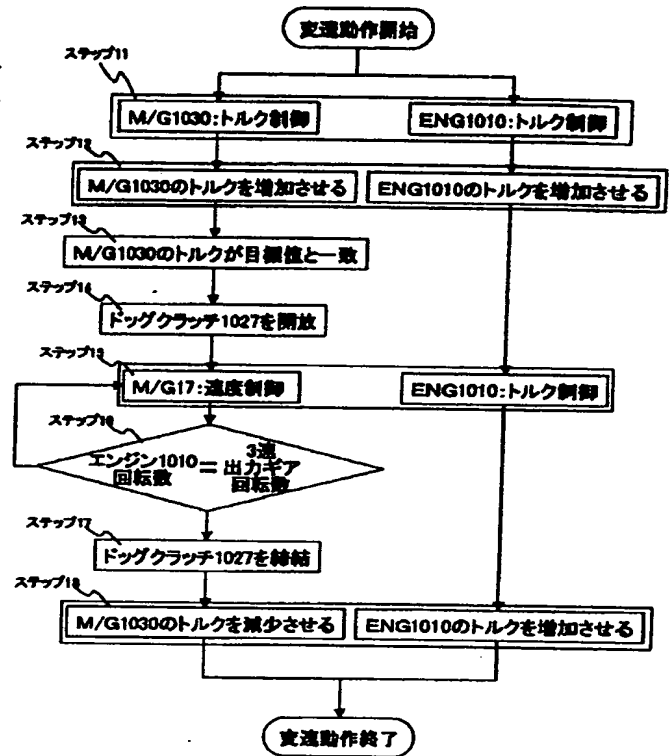 変速動作開始
ステップ11
M/G1030:トルク制御
ENG1010:トルク制御
ステップ12
M/G1030のトルクを増加させる
ENG1010のトルクを増加させる
ステップ13
M/G1030のトルクが目標値と一致
ステップ14
ドッグクラッチ1027を開放
ステップ15
M/G17:速度制御
ENG1010:トルク制御
ステップ16
エンジン1010
回転数
=
3速
出力ギア
回転数
ステップ17
ドッグクラッチ1027を締結
ステップ18
M/G1030のトルクを減少させる
ENG1010のトルクを増加させる
変速動作終了